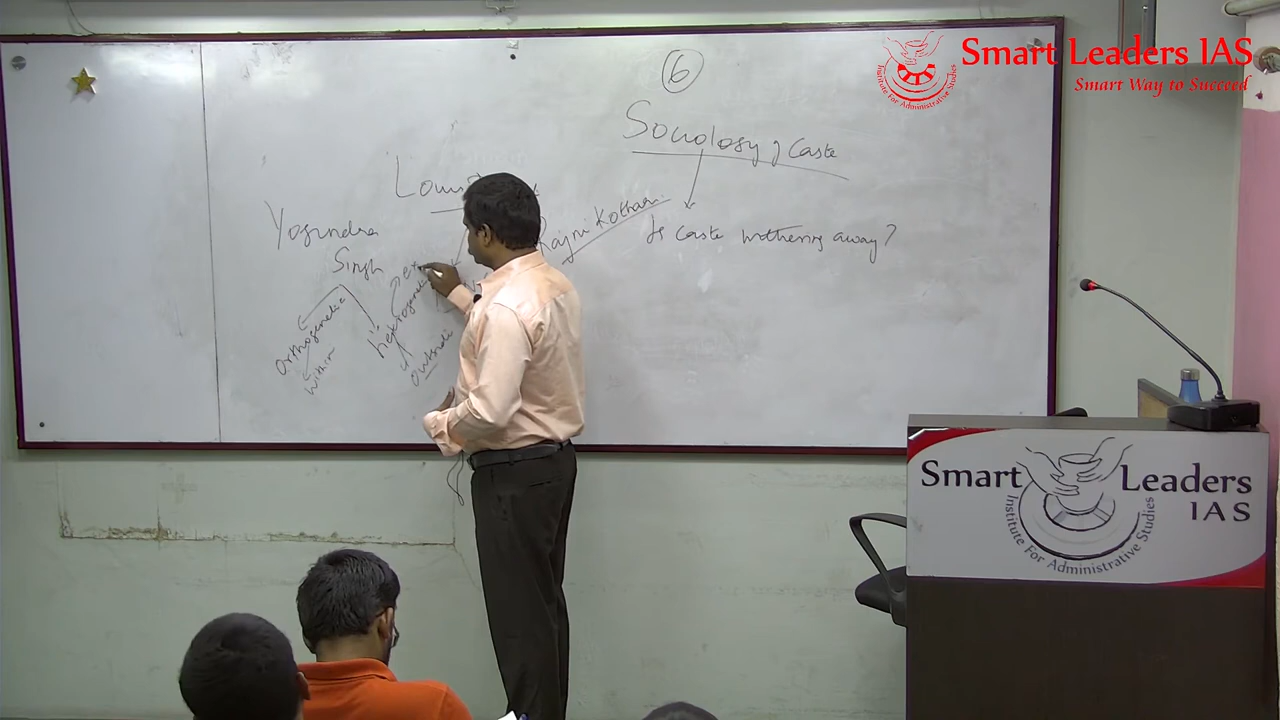 6
Smart Leaders IAS
Smart Way to Succeed
Institute For Administrative Studies
Sociology of Caste
Is Caste withering away?
Rajni Kothari
Yogendra
Singh
Orthogenetic
within
heterogenetic
outside
Smart Leaders
IAS
Institute For Administrative Studies